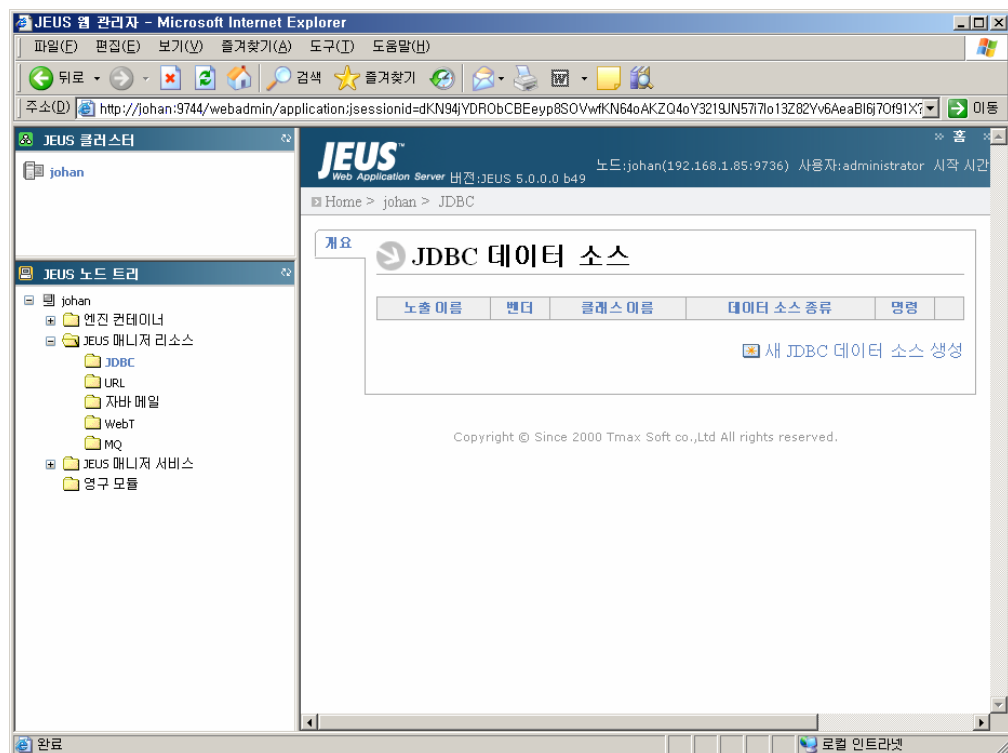 JEUS 웹 관리자 - Microsoft Internet Explorer
파일(F) 편집(E) 보기(V) 즐겨찾기(A) 도구(T) 도움말(H)
뒤로 검색 즐겨찾기
주소(D) 이동
JEUS 클러스터
johan
JEUS 노드 트리
johan
엔진 컨테이너
JEUS 매니저 리소스
JDBC
URL
자바 메일
WebT
MQ
JEUS 매니저 서비스
영구 모듈
» 홈 »
JEUS™
Web Application Server 버전:JEUS 5.0.0.0 b49
노드:johan(192.168.1.85:9736) 사용자:administrator 시작 시간
Home > johan > JDBC
개요
JDBC 데이터 소스
노출 이름 벤더 클래스 이름 데이터 소스 종류 명령
새 JDBC 데이터 소스 생성
Copyright © Since 2000 Tmax Soft co.,Ltd All rights reserved.
완료 로컬 인트라넷